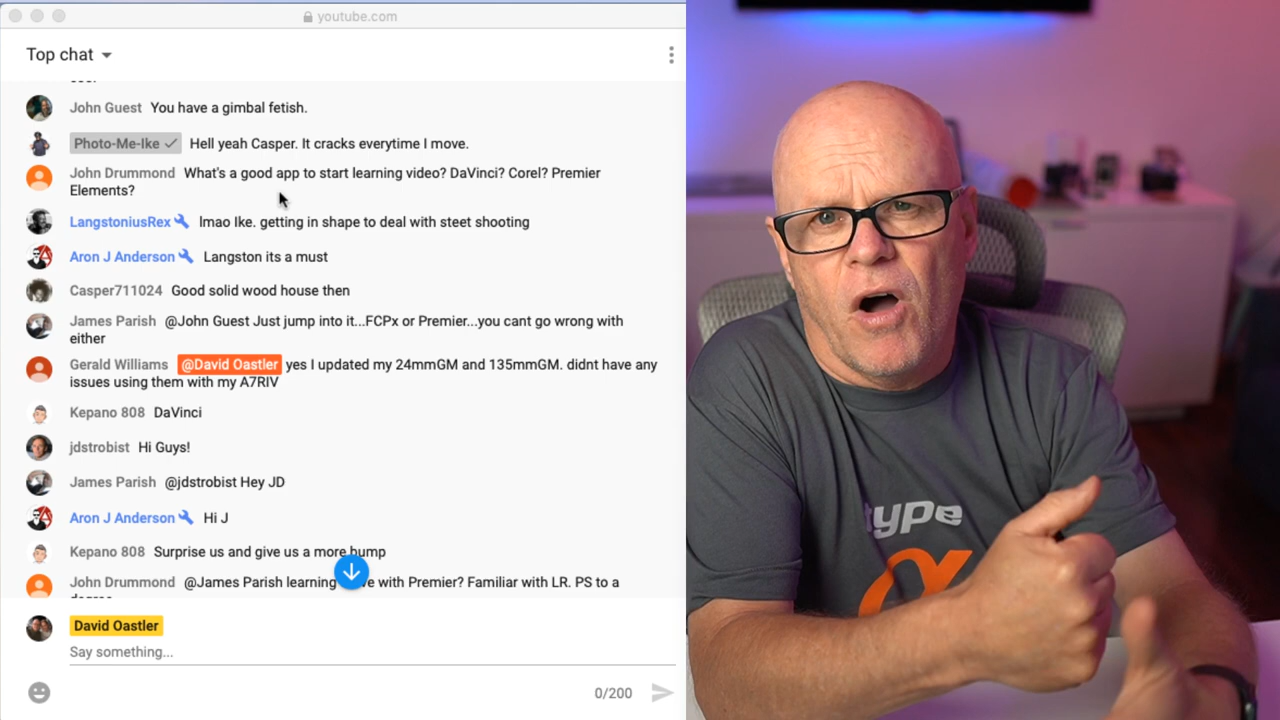 youtube.com
Top chat
John Guest You have a gimbal fetish.
Photo-Me-Ike Hell yeah Casper. It cracks everytime I move.
John Drummond What's a good app to start learning video? DaVinci? Corel? Premier
Elements?
LangstoniusRex lmao Ike. getting in shape to deal with steet shooting
Aron J Anderson Langston its a must
Casper711024 Good solid wood house then
James Parish @John Guest Just jump into it...FCPx or Premier...you cant go wrong with
either
Gerald Williams @David Oastler yes I updated my 24mmGM and 135mmGM. didnt have any
issues using them with my A7RIV
Kepano 808 DaVinci
jdstrobist Hi Guys!
James Parish @jdstrobist Hey JD
Aron J Anderson Hi J
Kepano 808 Surprise us and give us a more bump
John Drummond @James Parish learning with Premier? Familiar with LR. PS to a
David Oastler
Say something...
0/200
type
α